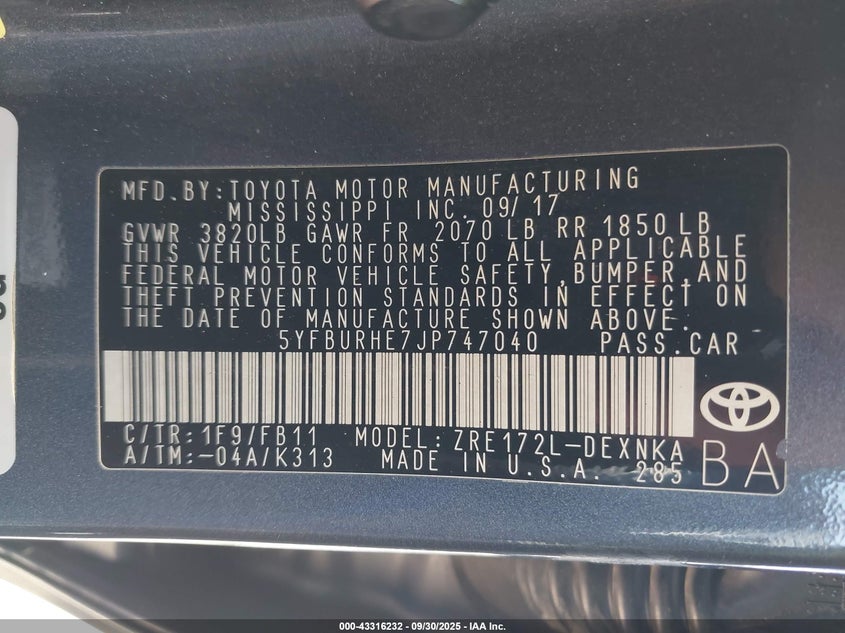 MFD.BY:TOYOTA MOTOR MANUFACTURING
MISSISSIPPI INC. 09/17
GVWR 3820LB GAWR FR 2070 LB RR 1850 LB
THIS VEHICLE CONFORMS TO ALL APPLICABLE
FEDERAL MOTOR VEHICLE SAFETY,BUMPER,AND
THEFT PREVENTION STANDARDS IN EFFECT ON
THE DATE OF MANUFACTURE SHOWN ABOVE.
5YFBURHE7JP747040 PASS.CAR
C/TR:1F9/FB11 MODEL:ZRE172L-DEXNKA
A/TM:-04A/K313 MADE IN U.S.A. 285
BA
000-43316232 - 09/30/2025 - IAA Inc.